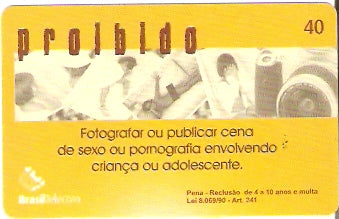 40
proibido
Fotografar ou publicar cena
de sexo ou pornografia envolvendo
criança ou adolescente.
Pena - Reclusão de 4 a 10 anos e multa
Lei 8.069/90 - Art. 241
BrasilTelecom